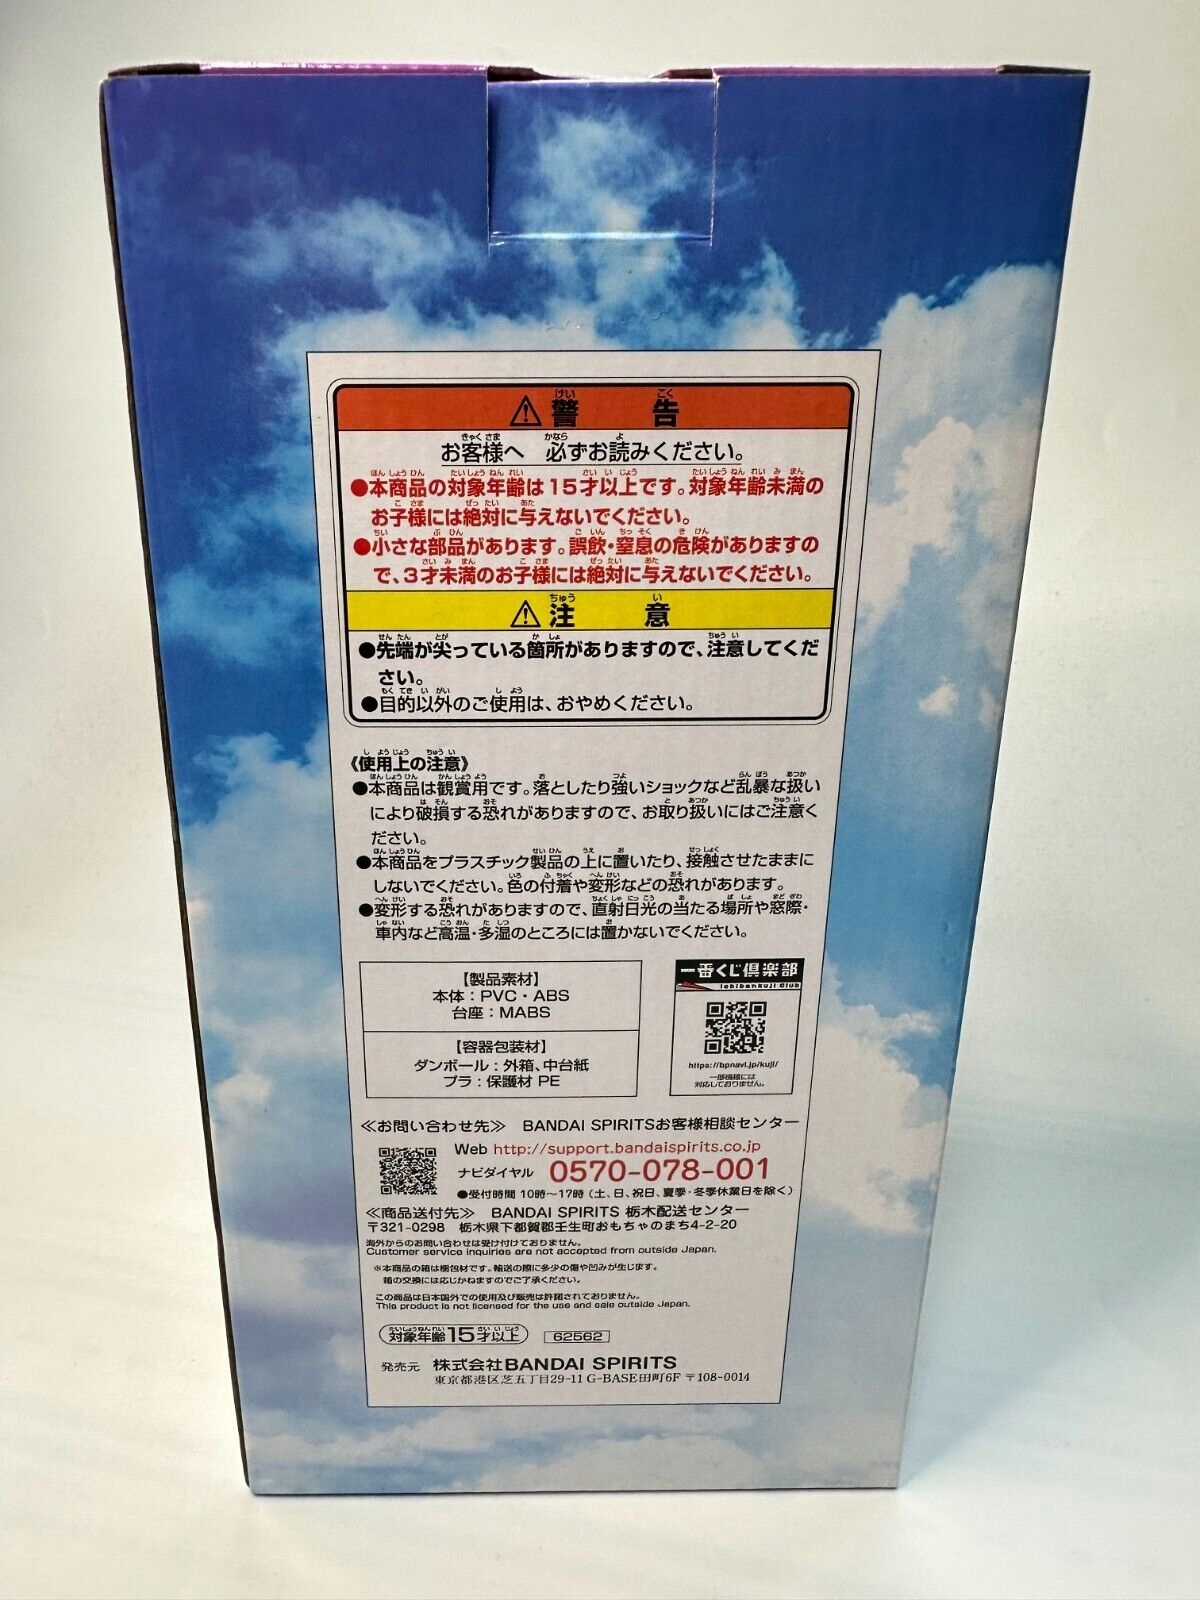 ⚠警告
お客様へ 必ずお読みください。
●本商品の対象年齢は15才以上です。対象年齢未満の
お子様には絶対に与えないでください。
●小さな部品があります。誤飲・窒息の危険がありますの
で、3才未満のお子様には絶対に与えないでください。
⚠注意
●先端が尖っている箇所がありますので、注意してくだ
さい。
●目的以外のご使用は、おやめください。
《使用上の注意》
●本商品は観賞用です。落としたり強いショックなど乱暴な扱い
により破損する恐れがありますので、お取り扱いにはご注意く
ださい。
●本商品をプラスチック製品の上に置いたり、接触させたままに
しないでください。色の付着や変形などの恐れがあります。
●変形する恐れがありますので、直射日光の当たる場所や窓際・
車内など高温・多湿のところには置かないでください。
【製品素材】
本体：PVC・ABS
台座：MABS
【容器包装材】
ダンボール：外箱、中台紙
プラ：保護材 PE
一番くじ倶楽部
Ichibankuji Club
https://bpnavi.jp/kuji/
一部機種には
対応しておりません。
≪お問い合わせ先≫ BANDAI SPIRITSお客様相談センター
Web http://support.bandaispirits.co.jp
ナビダイヤル 0570-078-001
●受付時間 10時〜17時（土、日、祝日、夏季・冬季休業日を除く）
≪商品送付先≫ BANDAI SPIRITS 栃木配送センター
〒321-0298 栃木県下都賀郡壬生町おもちゃのまち4-2-20
海外からのお問い合わせは受け付けておりません。
Customer service inquiries are not accepted from outside Japan.
※本商品の箱は梱包材です。輸送の際に多少の傷や凹みが生じます。
箱の交換には応じかねますのでご了承ください。
この商品は日本国外での使用及び販売は許諾されておりません。
This product is not licensed for the use and sale outside Japan.
対象年齢15才以上 62562
発売元 株式会社BANDAI SPIRITS
東京都港区芝五丁目29-11 G-BASE田町6F 〒108-0014